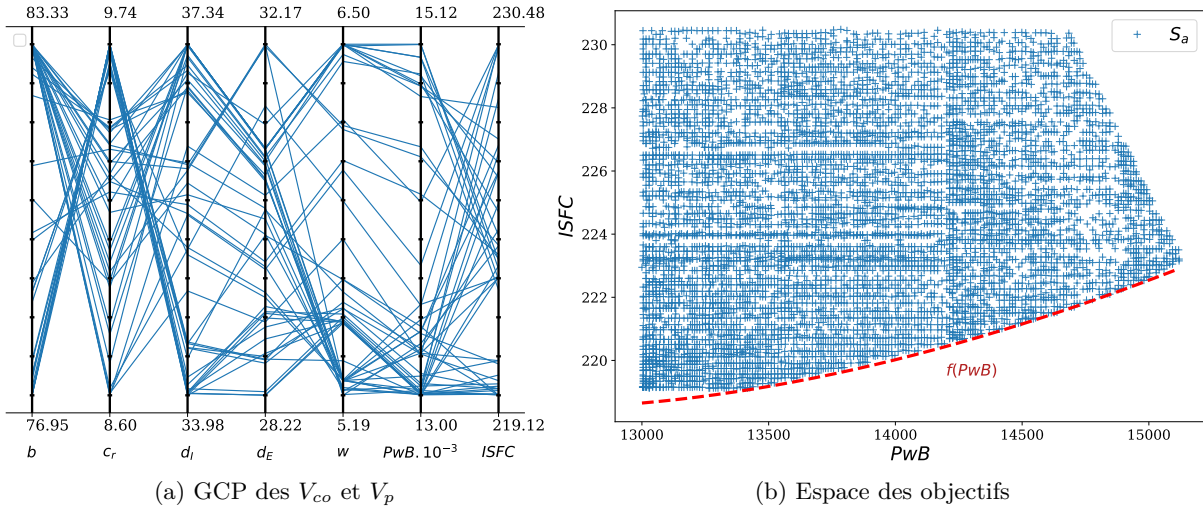 83.33 9.74 37.34 32.17 6.50 15.12 230.48
76.95 8.60 33.98 28.22 5.19 13.00 219.12
b c_r d_I d_E w PwB.10^{-3} ISFC
(a) GCP des V_{co} et V_p
S_a
230
228
226
224
222
220
ISFC
f(PwB)
13000 13500 14000 14500 15000
PwB
(b) Espace des objectifs